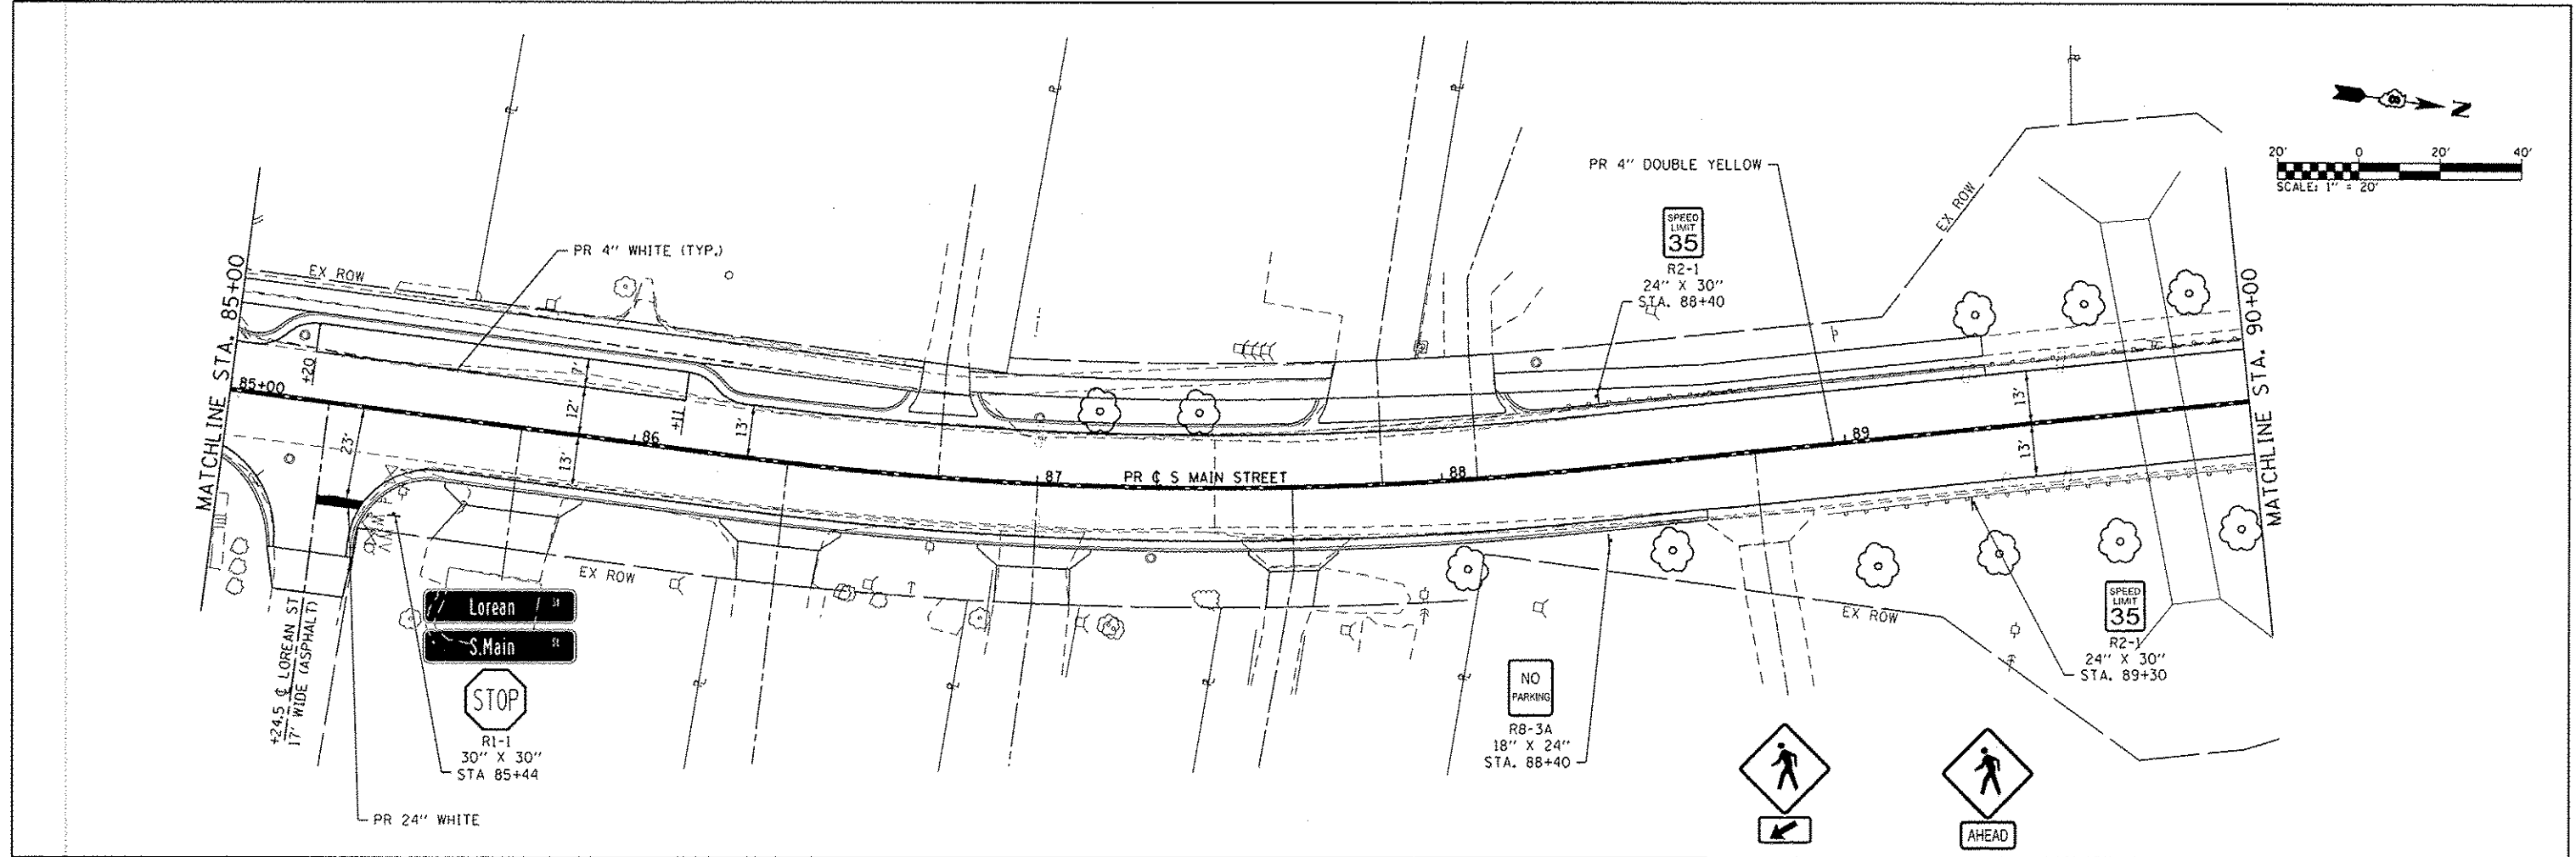 MATCHLINE STA. 85+00
EX ROW
PR 4" WHITE (TYP.)
+20
85+00
23'
7'
12'
13'
86
+11
13'
87
PR ℄ S MAIN STREET
88
PR 4" DOUBLE YELLOW
SPEED
LIMIT
35
R2-1
24" X 30"
STA. 88+40
EX ROW
89
13'
13'
N
20' 0 20' 40'
SCALE: 1" = 20'
MATCHLINE STA. 90+00
+24.5 ℄ LOREAN ST
17' WIDE (ASPHALT)
Lorean St
S.Main St
STOP
R1-1
30" X 30"
STA 85+44
PR 24" WHITE
EX ROW
NO
PARKING
R8-3A
18" X 24"
STA. 88+40
EX ROW
SPEED
LIMIT
35
R2-1
24" X 30"
STA. 89+30
AHEAD